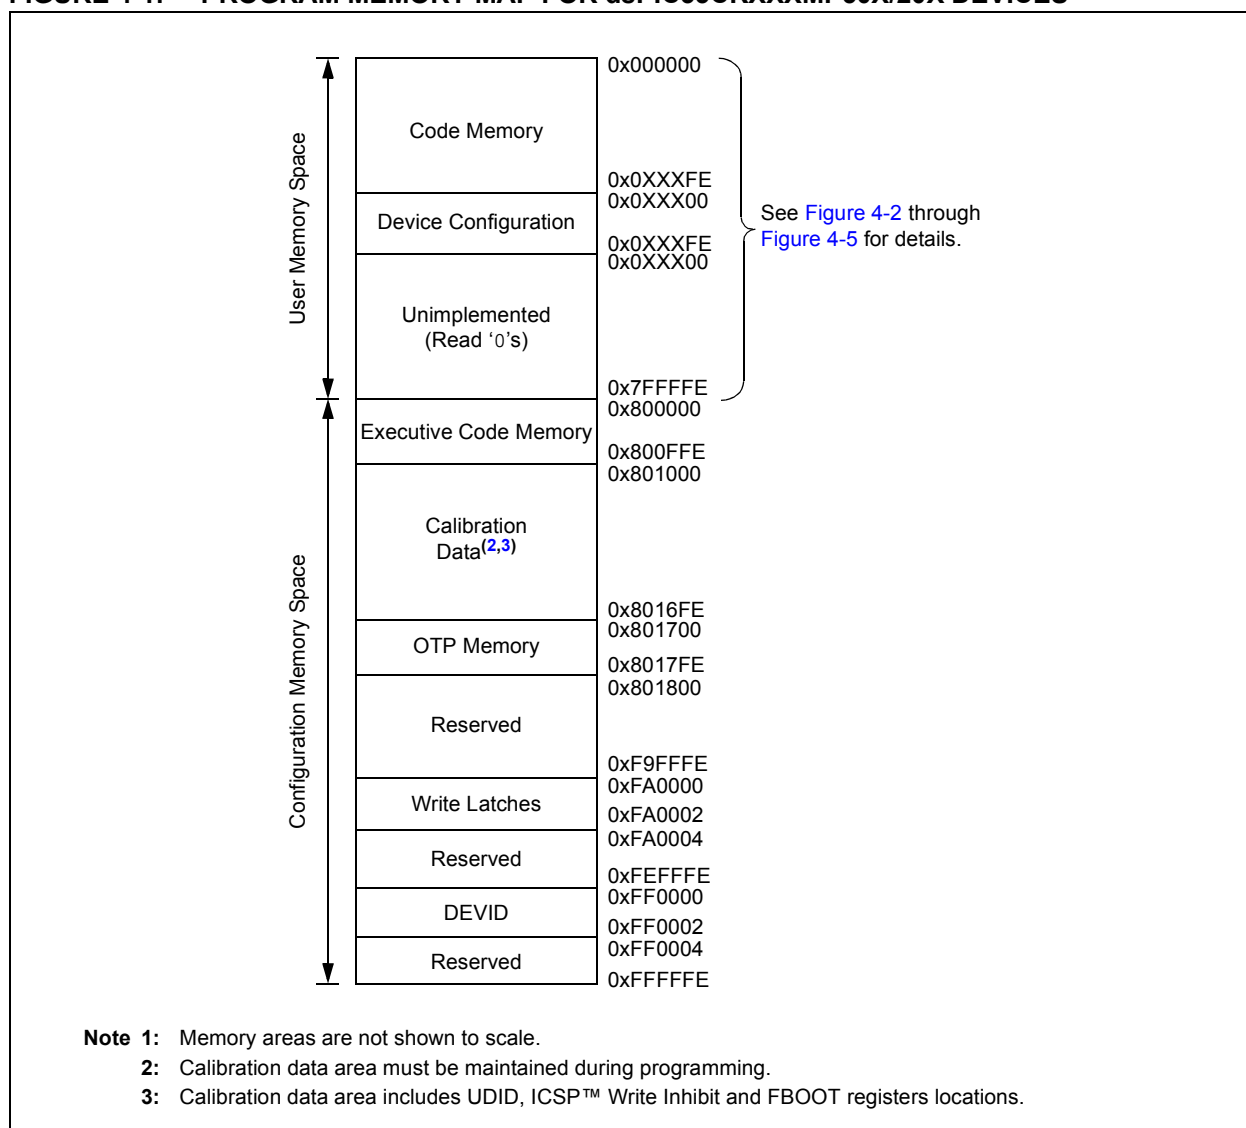 0x000000
Code Memory
0x0XXXFE
0x0XXX00
Device Configuration
0x0XXXFE
0x0XXX00
Unimplemented
(Read ‘0’s)
0x7FFFFE
User Memory Space
See Figure 4-2 through
Figure 4-5 for details.
0x800000
Executive Code Memory
0x800FFE
0x801000
Calibration
Data(2,3)
0x8016FE
0x801700
OTP Memory
0x8017FE
0x801800
Reserved
0xF9FFFE
0xFA0000
Write Latches
0xFA0002
0xFA0004
Reserved
0xFEFFFE
0xFF0000
DEVID
0xFF0002
0xFF0004
Reserved
0xFFFFFE
Configuration Memory Space
Note 1: Memory areas are not shown to scale.
2: Calibration data area must be maintained during programming.
3: Calibration data area includes UDID, ICSP™ Write Inhibit and FBOOT registers locations.